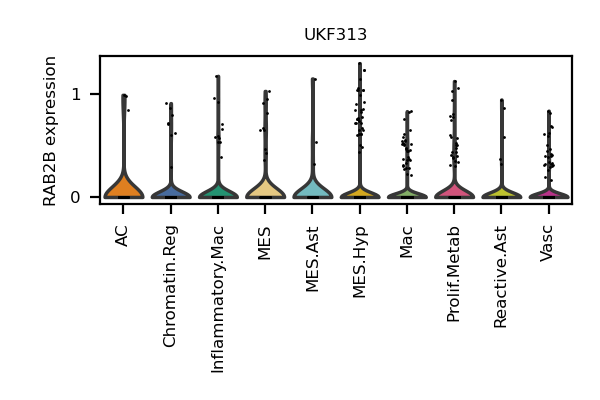 UKF313
RAB2B expression
1
0
AC
Chromatin.Reg
Inflammatory.Mac
MES
MES.Ast
MES.Hyp
Mac
Prolif.Metab
Reactive.Ast
Vasc